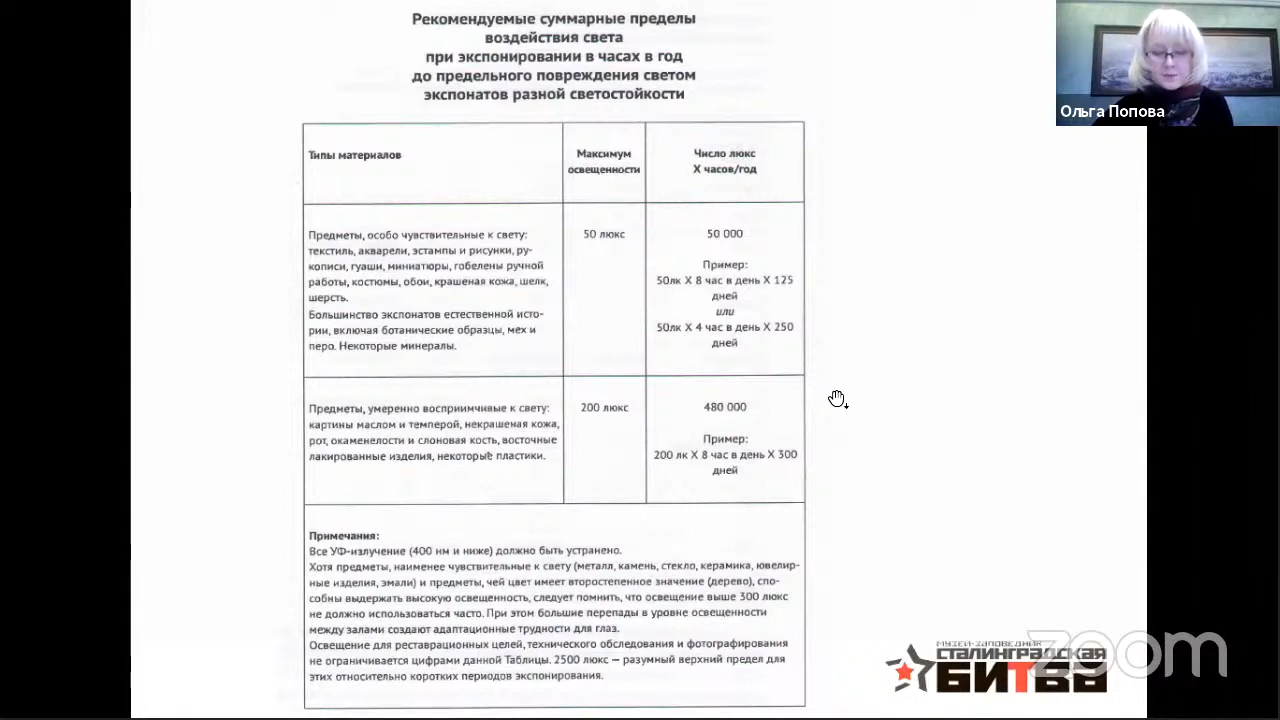 Рекомендуемые суммарные пределы
воздействия света
при экспонировании в часах в год
до предельного повреждения светом
экспонатов разной светостойкости
Ольга Попова
Типы материалов
Максимум
освещенности
Число люкс
Х часов/год
Предметы, особо чувствительные к свету:
текстиль, акварели, эстампы и рисунки, ру-
кописи, гуаши, миниатюры, гобелены ручной
работы, костюмы, обои, крашеная кожа, шелк,
шерсть.
Большинство экспонатов естественной исто-
рии, включая ботанические образцы, мех и
перо. Некоторые минералы.
50 люкс
50 000
Пример:
50лк Х 8 час в день Х 125
дней
или
50лк Х 4 час в день Х 250
дней
Предметы, умеренно восприимчивые к свету:
картины маслом и темперой, некрашеная кожа,
рог, окаменелости и слоновая кость, восточные
лакированные изделия, некоторые пластики.
200 люкс
480 000
Пример:
200 лк Х 8 час в день Х 300
дней
Примечания:
Все УФ-излучение (400 нм и ниже) должно быть устранено.
Хотя предметы, наименее чувствительные к свету (металл, камень, стекло, керамика, ювелир-
ные изделия, эмали) и предметы, чей цвет имеет второстепенное значение (дерево), спо-
собны выдержать высокую освещенность, следует помнить, что освещение выше 300 люкс
не должно использоваться часто. При этом большие перепады в уровне освещенности
между залами создают адаптационные трудности для глаз.
Освещение для реставрационных целей, технического обследования и фотографирования
не ограничивается цифрами данной Таблицы. 2500 люкс — разумный верхний предел для
этих относительно коротких периодов экспонирования.
МУЗЕЙ-ЗАПОВЕДНИК
СТАЛИНГРАДСКАЯ
БИТВА
zoom